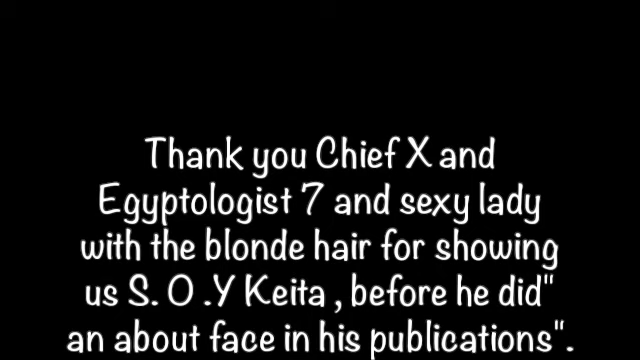 Thank you Chief X and
Egyptologist 7 and sexy lady
with the blonde hair for showing
us S. O .Y Keita , before he did"
an about face in his publications".